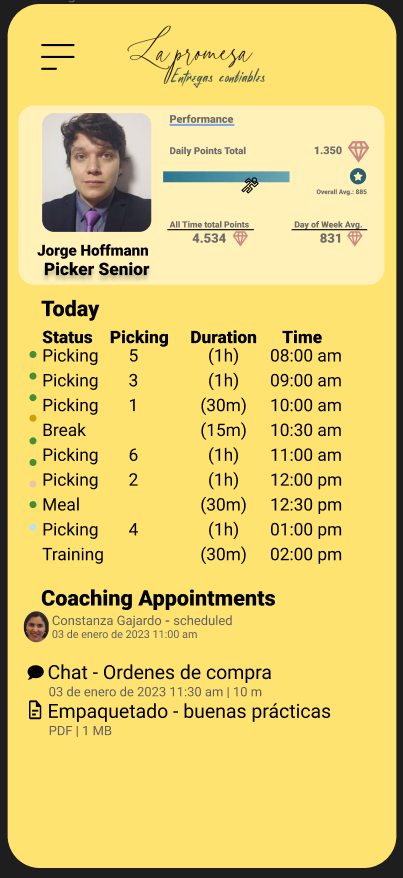 La promesa
Entregas confiables
Performance
Daily Points Total 1.350
Overall Avg.: 885
All Time total Points Day of Week Avg.
4.534 831
Jorge Hoffmann
Picker Senior
Today
Status Picking Duration Time
Picking 5 (1h) 08:00 am
Picking 3 (1h) 09:00 am
Picking 1 (30m) 10:00 am
Break (15m) 10:30 am
Picking 6 (1h) 11:00 am
Picking 2 (1h) 12:00 pm
Meal (30m) 12:30 pm
Picking 4 (1h) 01:00 pm
Training (30m) 02:00 pm
Coaching Appointments
Constanza Gajardo - scheduled
03 de enero de 2023 11:00 am
Chat - Ordenes de compra
03 de enero de 2023 11:30 am | 10 m
Empaquetado - buenas prácticas
PDF | 1 MB